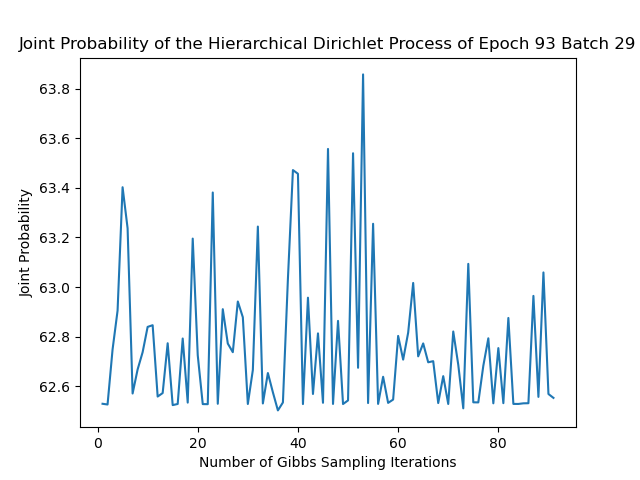 Joint Probability of the Hierarchical Dirichlet Process of Epoch 93 Batch 29
63.8
63.6
63.4
63.2
63.0
62.8
62.6
Joint Probability
0 20 40 60 80
Number of Gibbs Sampling Iterations